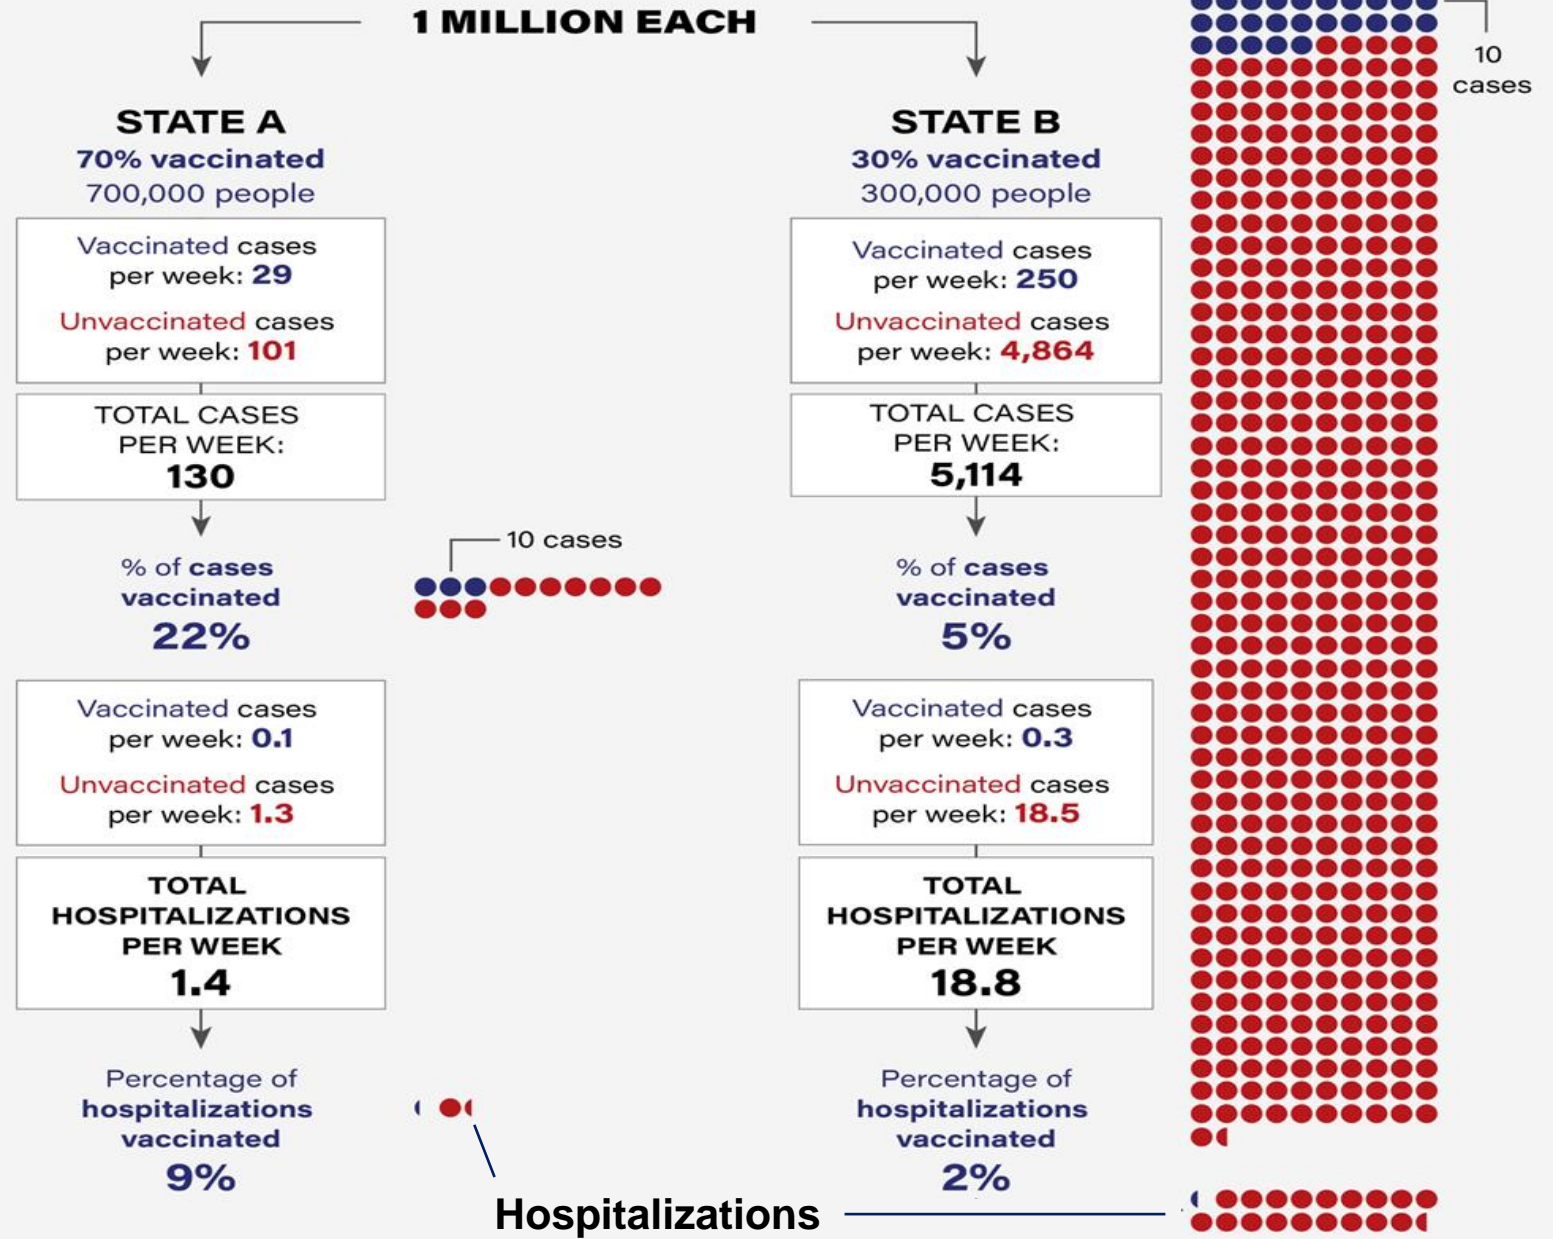 1 MILLION EACH
STATE A
70% vaccinated
700,000 people
Vaccinated cases
per week: 29
Unvaccinated cases
per week: 101
TOTAL CASES
PER WEEK:
130
% of cases
vaccinated
22%
10 cases
Vaccinated cases
per week: 0.1
Unvaccinated cases
per week: 1.3
TOTAL
HOSPITALIZATIONS
PER WEEK
1.4
Percentage of
hospitalizations
vaccinated
9%
STATE B
30% vaccinated
300,000 people
Vaccinated cases
per week: 250
Unvaccinated cases
per week: 4,864
TOTAL CASES
PER WEEK:
5,114
% of cases
vaccinated
5%
Vaccinated cases
per week: 0.3
Unvaccinated cases
per week: 18.5
TOTAL
HOSPITALIZATIONS
PER WEEK
18.8
Percentage of
hospitalizations
vaccinated
2%
10
cases
Hospitalizations